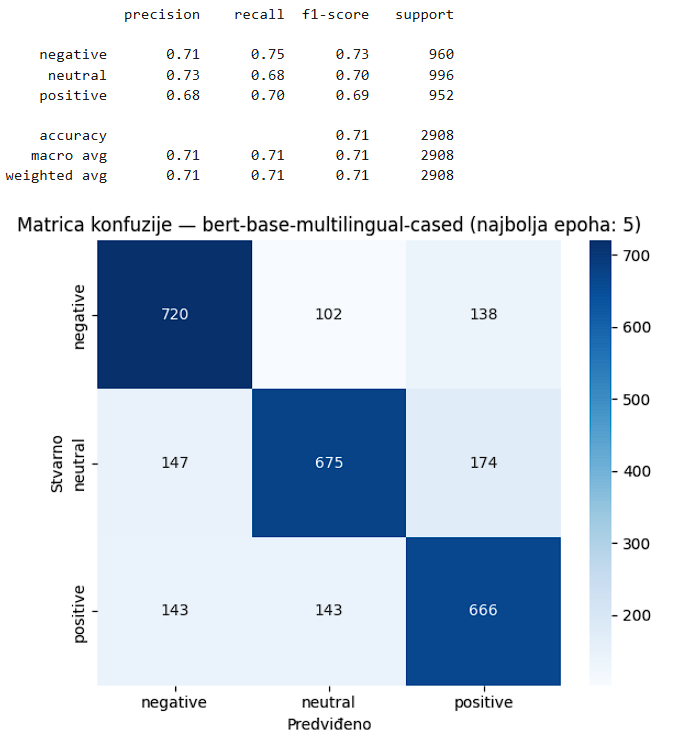 precision recall f1-score support
negative 0.71 0.75 0.73 960
neutral 0.73 0.68 0.70 996
positive 0.68 0.70 0.69 952
accuracy 0.71 2908
macro avg 0.71 0.71 0.71 2908
weighted avg 0.71 0.71 0.71 2908
Matrica konfuzije — bert-base-multilingual-cased (najbolja epoha: 5)
Stvarno
negative
720 102 138
neutral
147 675 174
positive
143 143 666
negative neutral positive
Predviđeno
700
600
500
400
300
200